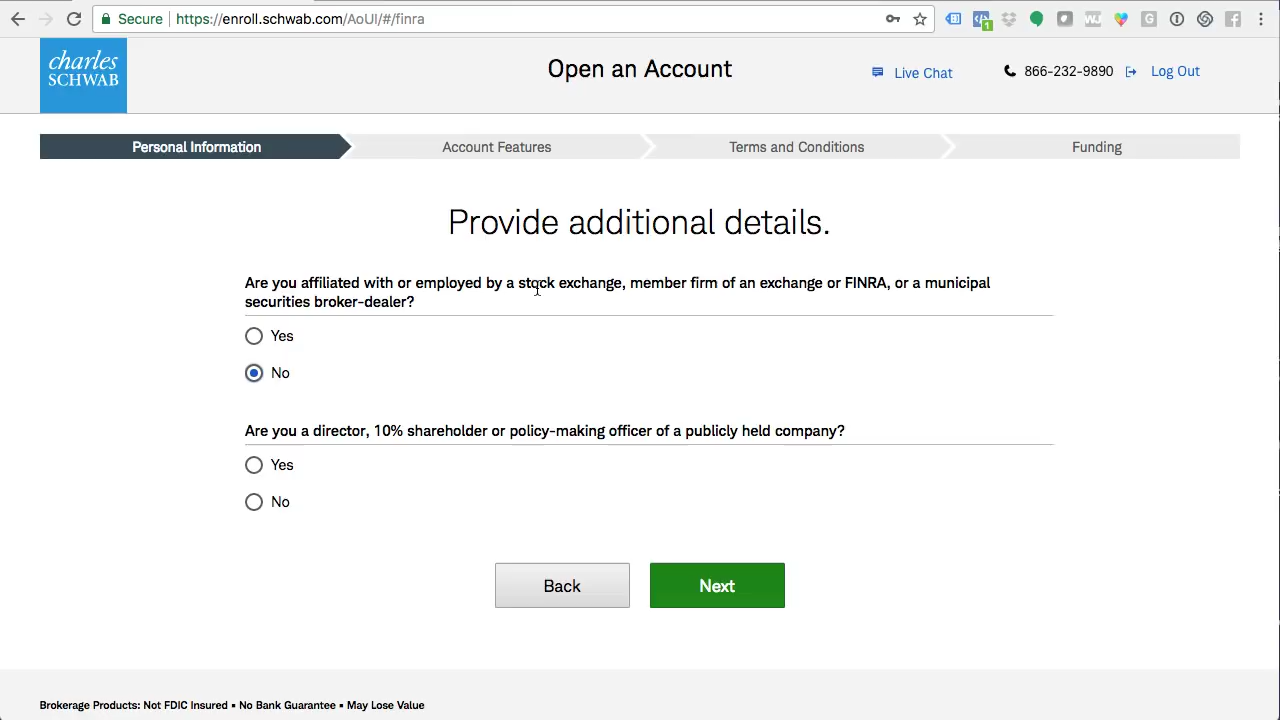 Secure https://enroll.schwab.com/AoUI/#/finra
1
WJ
G
charles
SCHWAB
Open an Account
Live Chat
866-232-9890
Log Out
Personal Information
Account Features
Terms and Conditions
Funding
Provide additional details.
Are you affiliated with or employed by a stock exchange, member firm of an exchange or FINRA, or a municipal
securities broker-dealer?
Yes
No
Are you a director, 10% shareholder or policy-making officer of a publicly held company?
Yes
No
Back
Next
Brokerage Products: Not FDIC Insured ▪ No Bank Guarantee ▪ May Lose Value